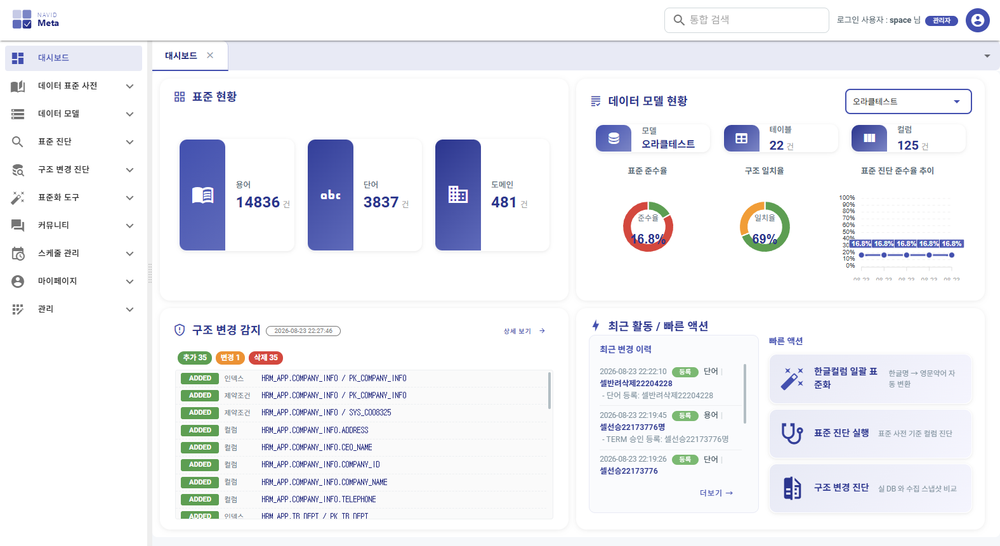 NAVID
Meta
통합 검색
로그인 사용자 : space 님 관리자
대시보드
데이터 표준 사전
데이터 모델
표준 진단
구조 변경 진단
표준화 도구
커뮤니티
스케줄 관리
마이페이지
관리
대시보드
표준 현황
용어
14836 건
abc
단어
3837 건
도메인
481 건
데이터 모델 현황
오라클테스트
모델
오라클테스트
테이블
22 건
컬럼
125 건
표준 준수율
준수율
16.8%
구조 일치율
일치율
69%
표준 진단 준수율 추이
100%
90%
80%
70%
60%
50%
40%
30
20%
10%
0%
16.8% 16.8% 16.8% 16.8% 16.8%
08-23 08-23 08-23 08-23 08-23
구조 변경 감지 2026-08-23 22:27:46
상세 보기 →
추가 35 변경 1 삭제 35
ADDED 인덱스 HRM_APP.COMPANY_INFO / PK_COMPANY_INFO
ADDED 제약조건 HRM_APP.COMPANY_INFO / PK_COMPANY_INFO
ADDED 제약조건 HRM_APP.COMPANY_INFO / SYS_C008325
ADDED 컬럼 HRM_APP.COMPANY_INFO.ADDRESS
ADDED 컬럼 HRM_APP.COMPANY_INFO.CEO_NAME
ADDED 컬럼 HRM_APP.COMPANY_INFO.COMPANY_ID
ADDED 컬럼 HRM_APP.COMPANY_INFO.COMPANY_NAME
ADDED 컬럼 HRM_APP.COMPANY_INFO.TELEPHONE
ADDED 인덱스 HRM_APP.TB_DEPT / PK_TB_DEPT
최근 활동 / 빠른 액션
최근 변경 이력
2026-08-23 22:22:10 등록 단어 |
셀반려삭제22204228
- 단어 등록: 셀반려삭제22204228
2026-08-23 22:19:45 등록 용어 |
셀선승22173776명
- TERM 승인 등록: 셀선승22173776명
2026-08-23 22:19:26 등록 단어 |
셀선승22173776
더보기 →
빠른 액션
한글컬럼 일괄 표준화
한글명 → 영문약어 자동 변환
표준 진단 실행
표준 사전 기준 컬럼 진단
구조 변경 진단
실 DB 와 수집 스냅샷 비교